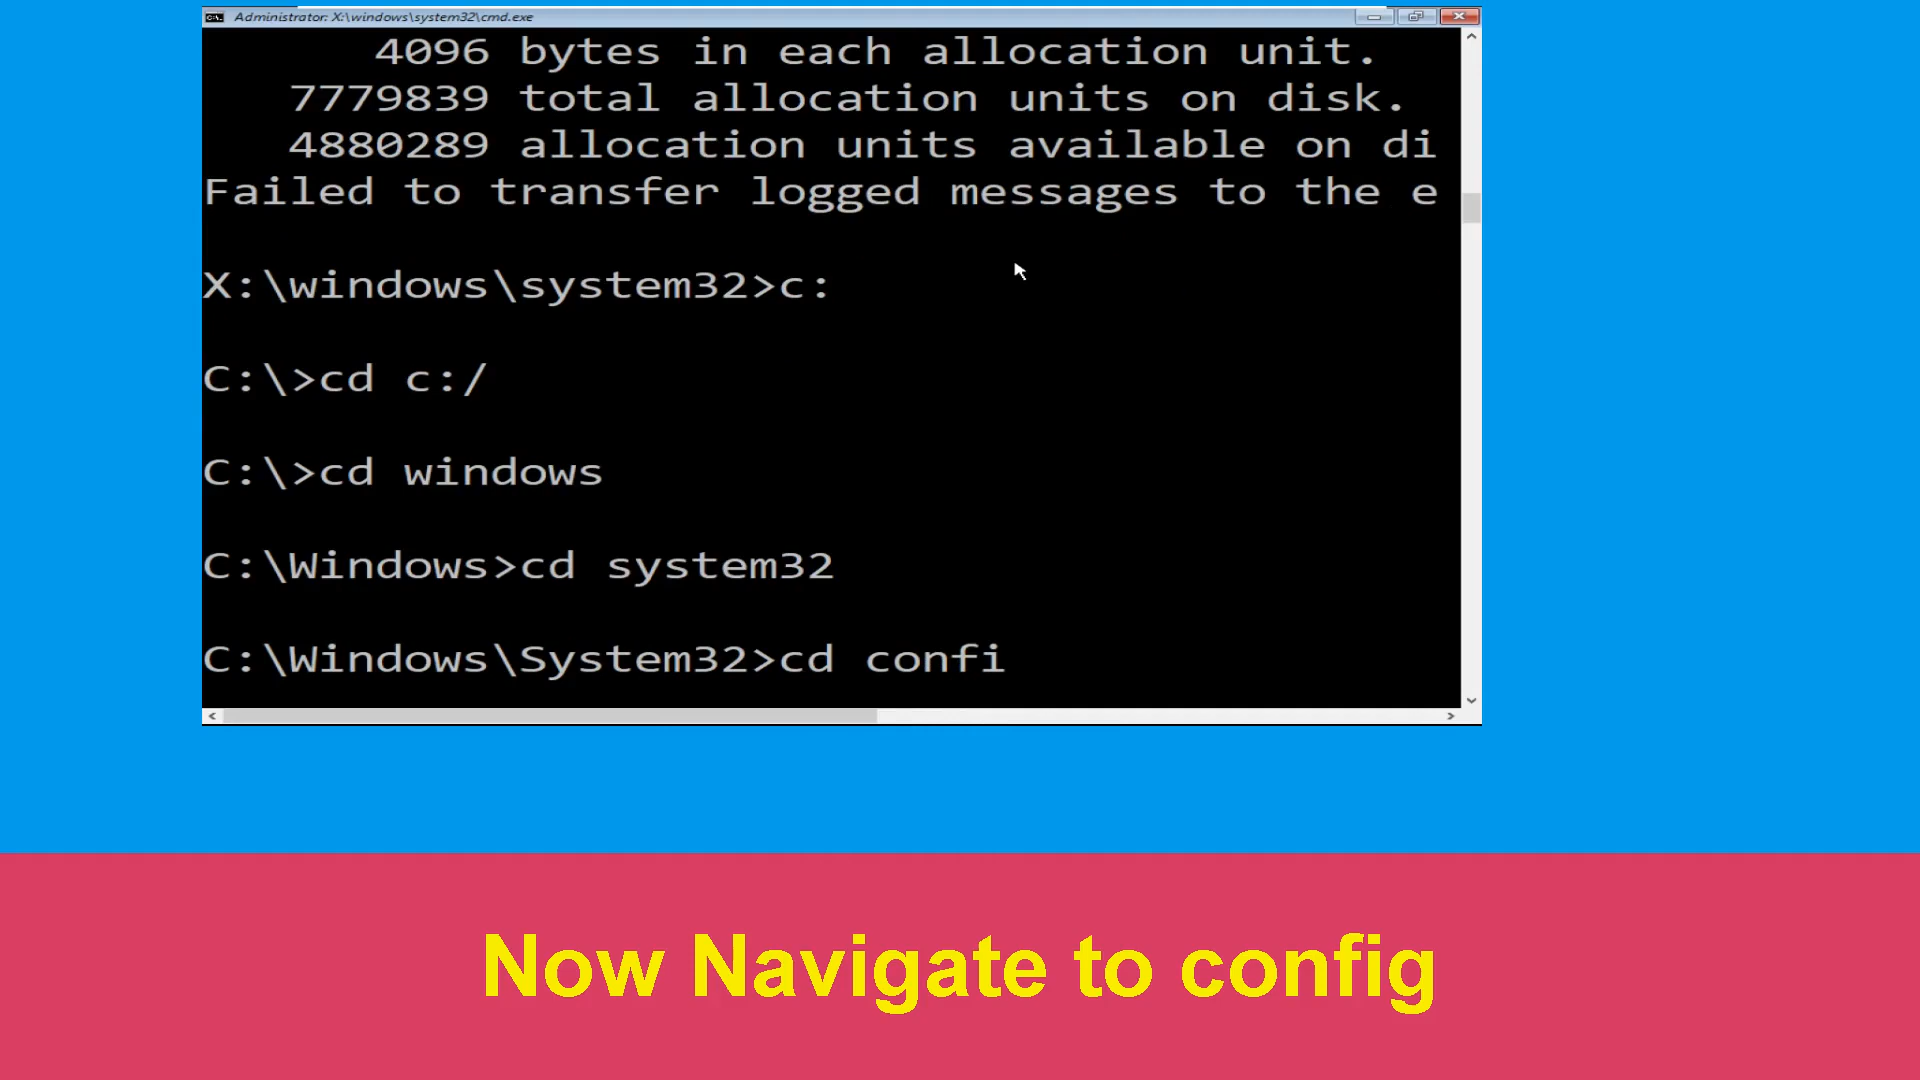 Administrator: X:\windows\system32\cmd.exe
4096 bytes in each allocation unit.
7779839 total allocation units on disk.
4880289 allocation units available on di
Failed to transfer logged messages to the e
X:\windows\system32>c:
C:\>cd c:/
C:\>cd windows
C:\Windows>cd system32
C:\Windows\System32>cd confi
Now Navigate to config